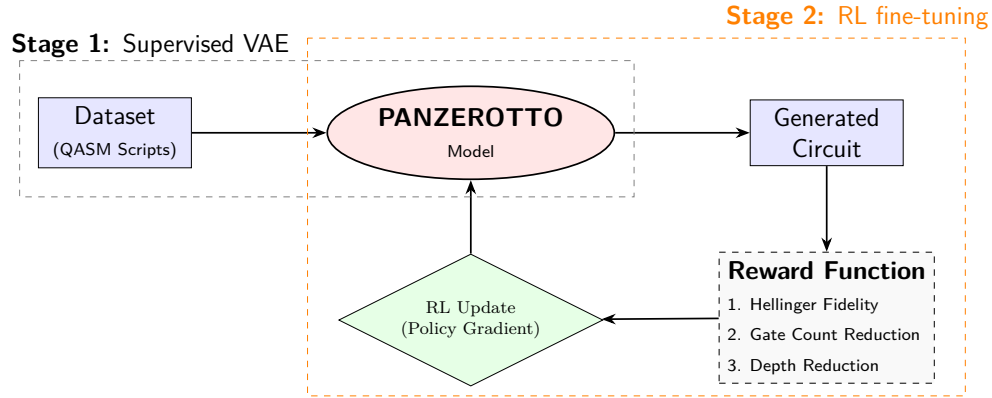 Stage 2: RL fine-tuning
Stage 1: Supervised VAE
Dataset
(QASM Scripts)
PANZEROTTO
Model
Generated
Circuit
Reward Function
1. Hellinger Fidelity
2. Gate Count Reduction
3. Depth Reduction
RL Update
(Policy Gradient)